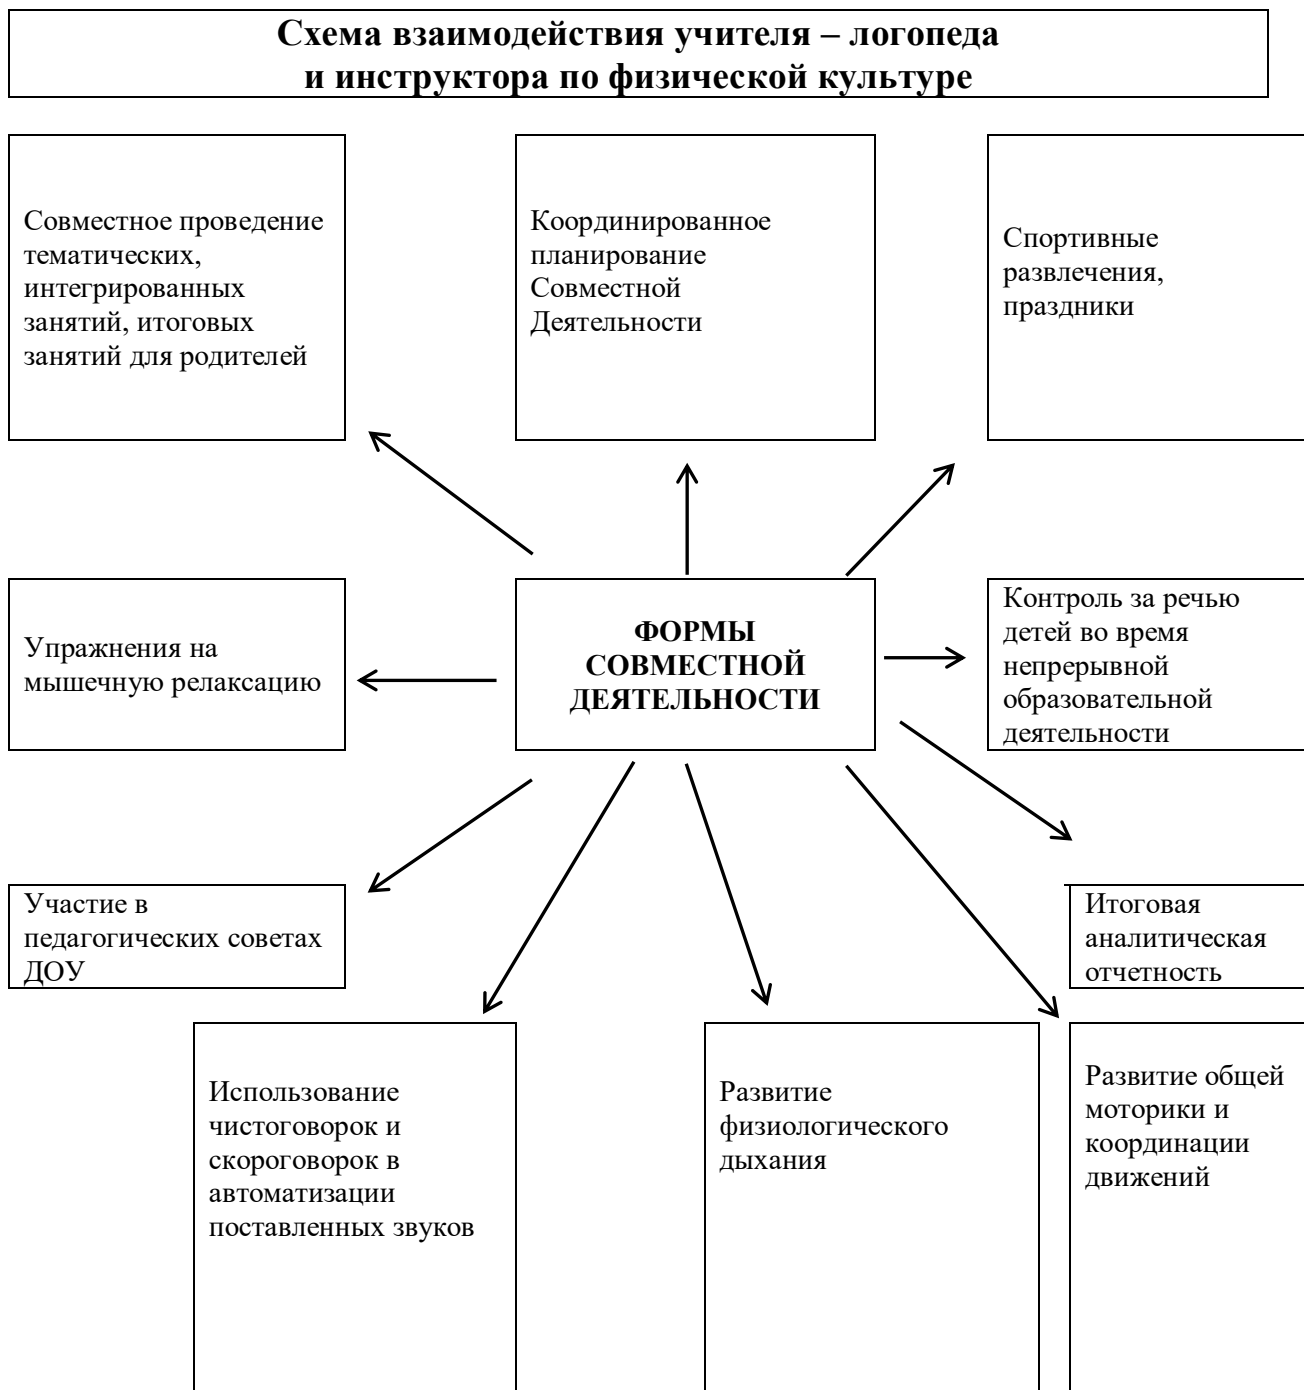 Схема взаимодействия учителя – логопеда
и инструктора по физической культуре
Совместное проведение
тематических,
интегрированных
занятий, итоговых
занятий для родителей
Координированное
планирование
Совместной
Деятельности
Спортивные
развлечения,
праздники
Упражнения на
мышечную релаксацию
ФОРМЫ
СОВМЕСТНОЙ
ДЕЯТЕЛЬНОСТИ
Контроль за речью
детей во время
непрерывной
образовательной
деятельности
Участие в
педагогических советах
ДОУ
Итоговая
аналитическая
отчетность
Использование
чистоговорок и
скороговорок в
автоматизации
поставленных звуков
Развитие
физиологического
дыхания
Развитие общей
моторики и
координации
движений